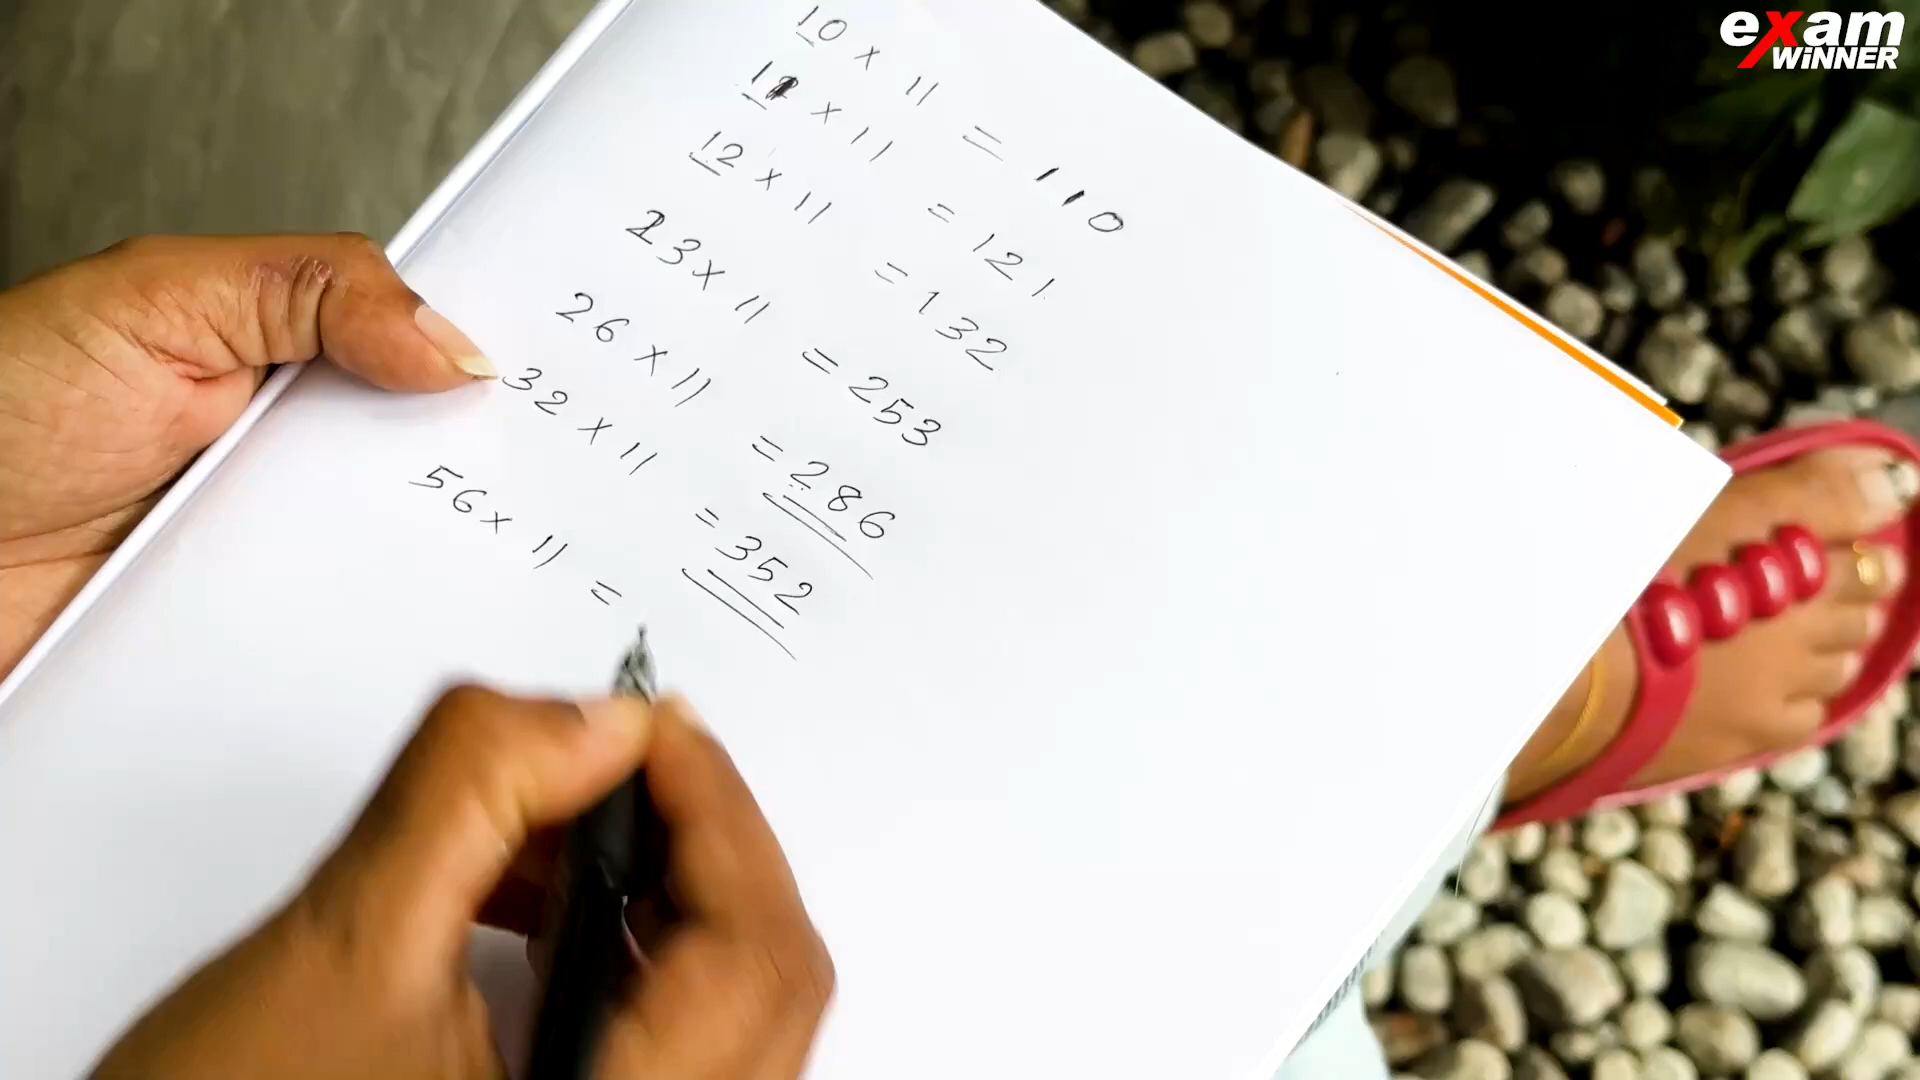 exam
WiNNER
10 × 11 = 110
11 × 11 = 121
12 × 11 = 132
23 × 11 = 253
26 × 11 = 286
32 × 11 = 352
56 × 11 =